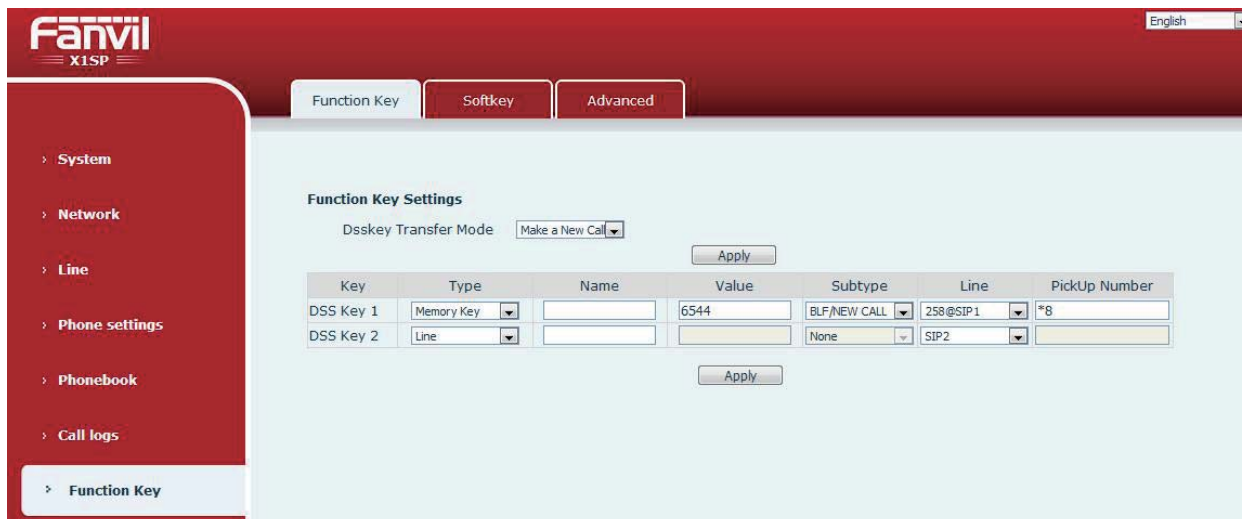 Fanvil
X1SP
English
Function Key Softkey Advanced
System
Network
Line
Phone settings
Phonebook
Call logs
Function Key
Function Key Settings
Dsskey Transfer Mode Make a New Call
Apply
Key Type Name Value Subtype Line PickUp Number
DSS Key 1 Memory Key 6544 BLF/NEW CALL 258@SIP1 *8
DSS Key 2 Line None SIP2
Apply